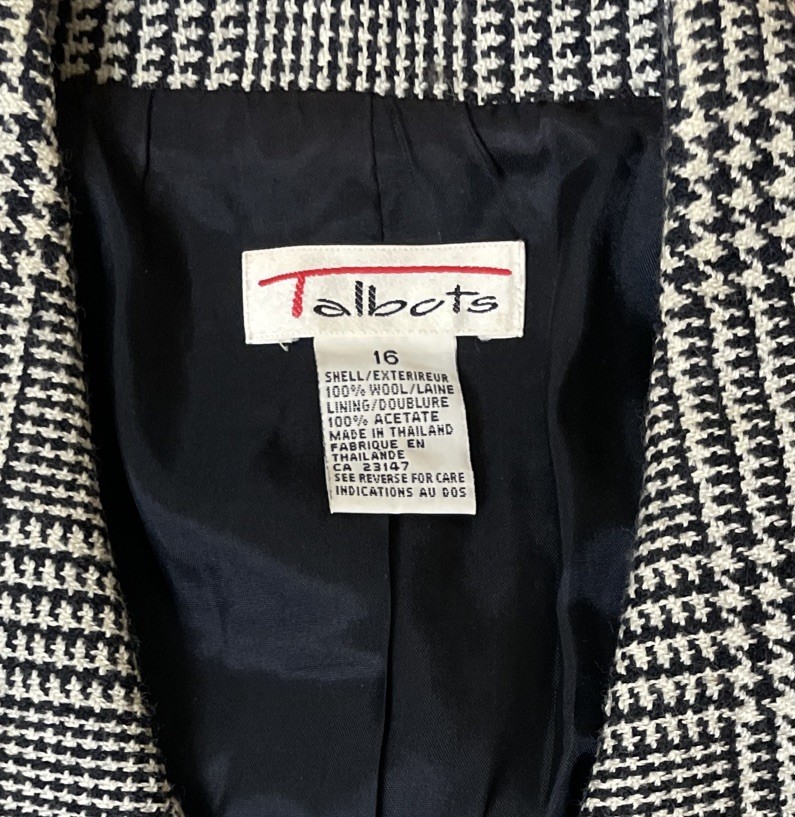 Talbots
16
SHELL/EXTERIREUR
100% WOOL/LAINE
LINING/DOUBLURE
100% ACETATE
MADE IN THAILAND
FABRIQUE EN
THAILANDE
CA 23147
SEE REVERSE FOR CARE
INDICATIONS AU DOS